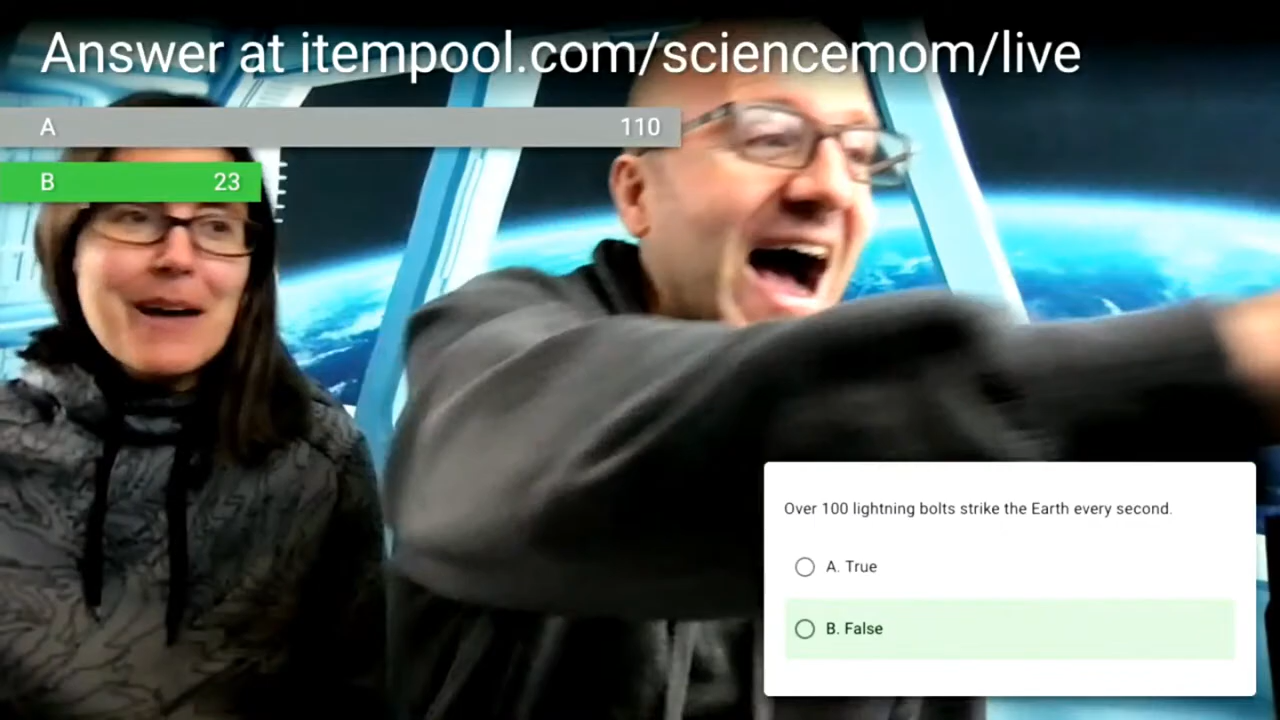 Answer at itempool.com/sciencemom/live
A 110
B 23
Over 100 lightning bolts strike the Earth every second.
A. True
B. False